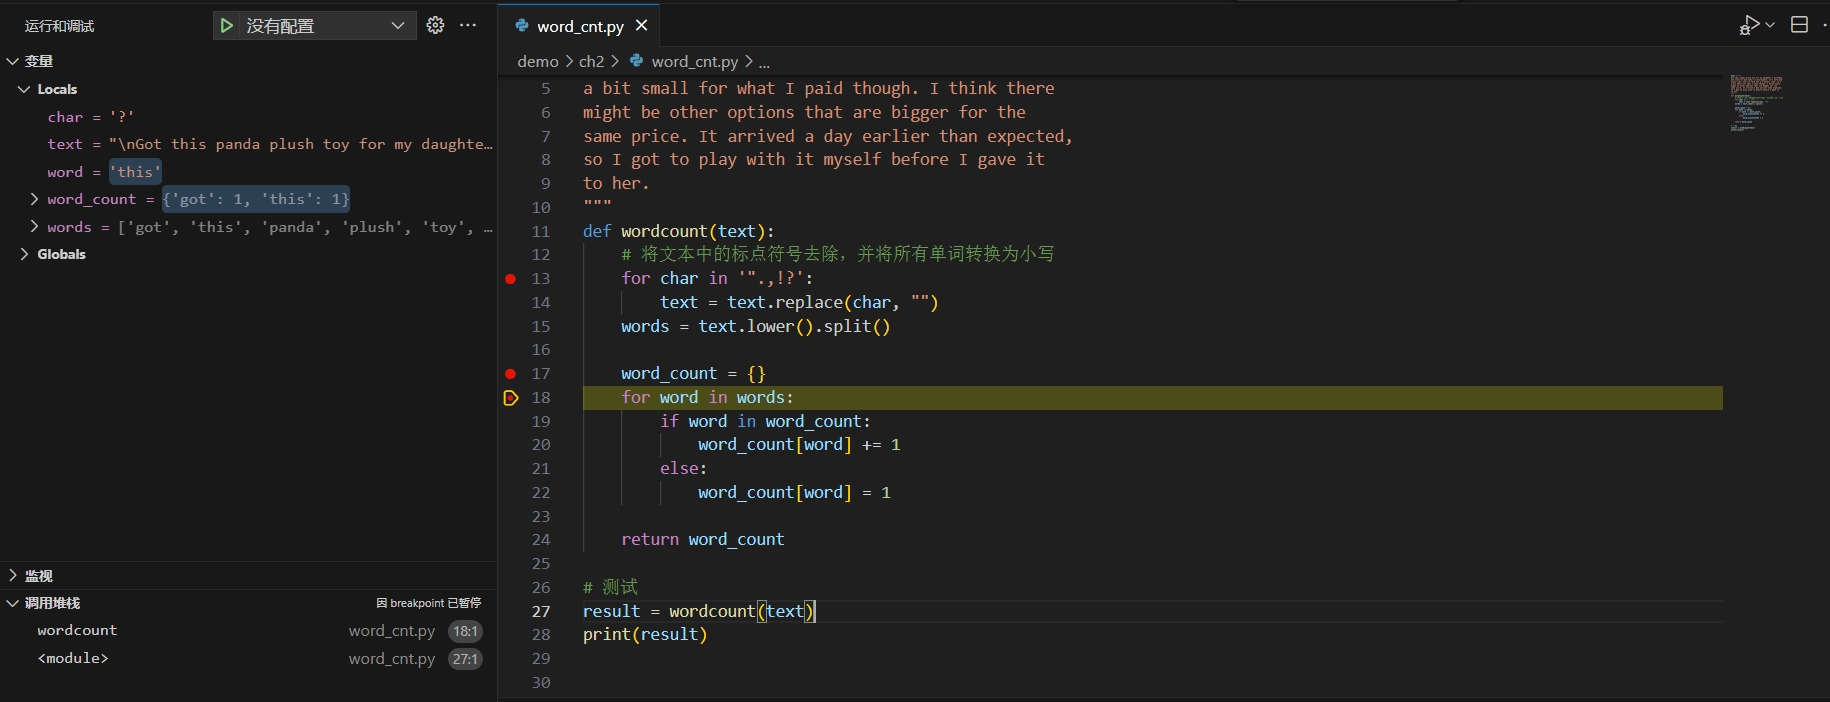 运行和调试
没有配置
变量
Locals
char = '?'
text = "\nGot this panda plush toy for my daughte…
word = 'this'
word_count = {'got': 1, 'this': 1}
words = ['got', 'this', 'panda', 'plush', 'toy', …
Globals
监视
调用堆栈 因 breakpoint 已暂停
wordcount word_cnt.py 18:1
<module> word_cnt.py 27:1
word_cnt.py
demo > ch2 > word_cnt.py > ...
5 a bit small for what I paid though. I think there
6 might be other options that are bigger for the
7 same price. It arrived a day earlier than expected,
8 so I got to play with it myself before I gave it
9 to her.
10 """
11 def wordcount(text):
12     # 将文本中的标点符号去除，并将所有单词转换为小写
13     for char in '".,!?':
14         text = text.replace(char, "")
15     words = text.lower().split()
16
17     word_count = {}
18     for word in words:
19         if word in word_count:
20             word_count[word] += 1
21         else:
22             word_count[word] = 1
23
24     return word_count
25
26 # 测试
27 result = wordcount(text)
28 print(result)
29
30